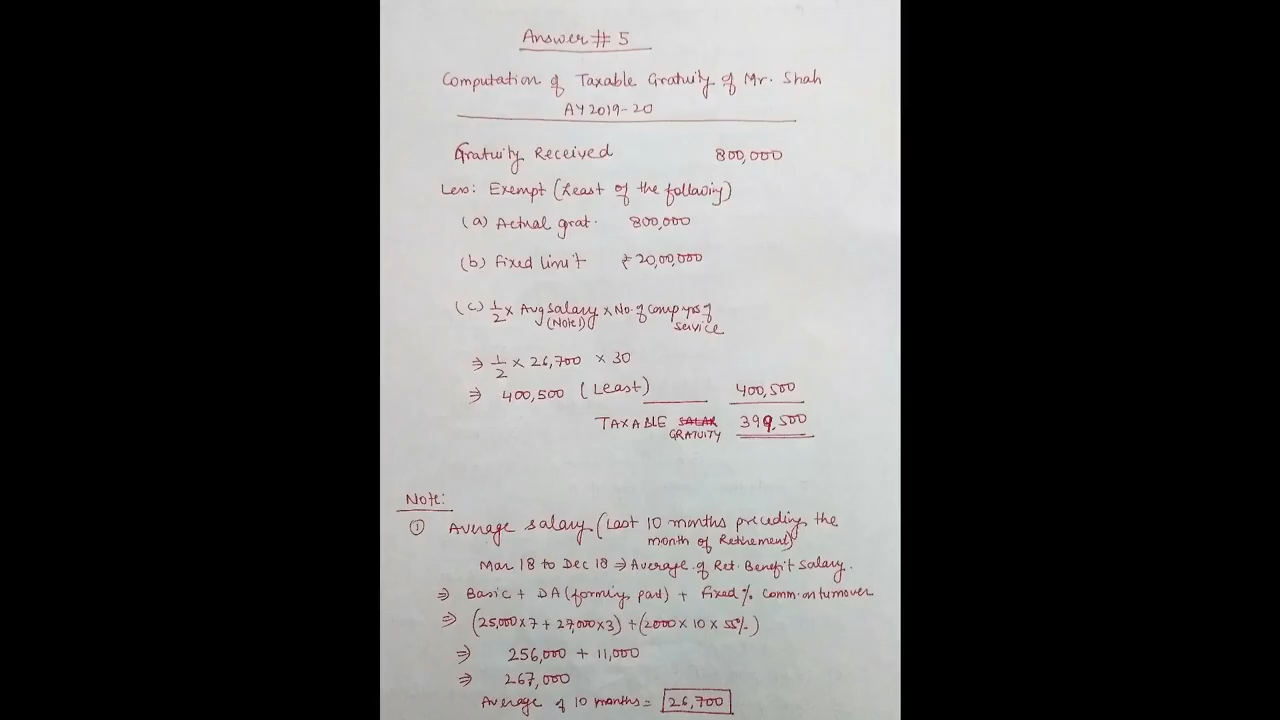 Answer # 5
Computation of Taxable Gratuity of Mr. Shah
AY 2019-20
Gratuity Received 800,000
Less: Exempt (Least of the following)
(a) Actual grat. 800,000
(b) Fixed limit ₹ 20,00,000
(c) 1/2 × Avg salary × No. of comp yrs of
(Note 1) service
⇒ 1/2 × 26,700 × 30
⇒ 400,500 (Least) 400,500
TAXABLE GRATUITY 399,500
Note:
① Average salary (Last 10 months preceding the
month of Retirement)
Mar 18 to Dec 18 ⇒ Average of Ret. Benefit Salary.
⇒ Basic + DA (forming part) + Fixed % Comm. on turnover
⇒ (25,000 × 7 + 27,000 × 3) + (2000 × 10 × 55%)
⇒ 256,000 + 11,000
⇒ 267,000
Average of 10 months = 26,700